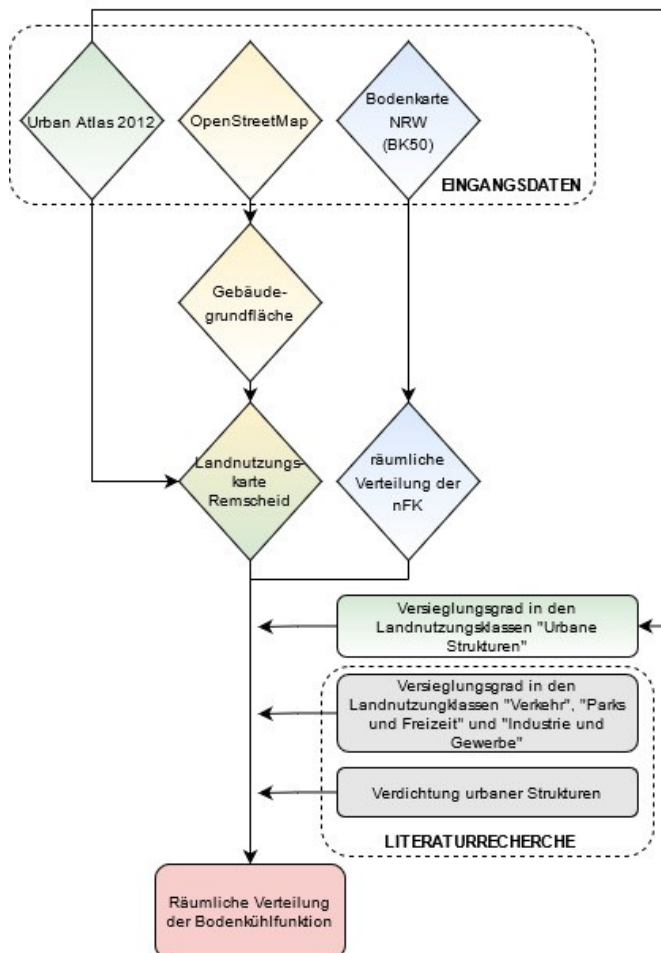 Urban Atlas 2012
OpenStreetMap
Bodenkarte
NRW
(BK50)
EINGANGSDATEN
Gebäude-
grundfläche
Landnutzungs-
karte
Remscheid
räumliche
Verteilung der
nFK
Versieglungsgrad in den
Landnutzungsklassen "Urbane
Strukturen"
Versieglungsgrad in den
Landnutzungklassen "Verkehr", "Parks
und Freizeit" und "Industrie und
Gewerbe"
Verdichtung urbaner Strukturen
LITERATURRECHERCHE
Räumliche Verteilung
der Bodenkühlfunktion